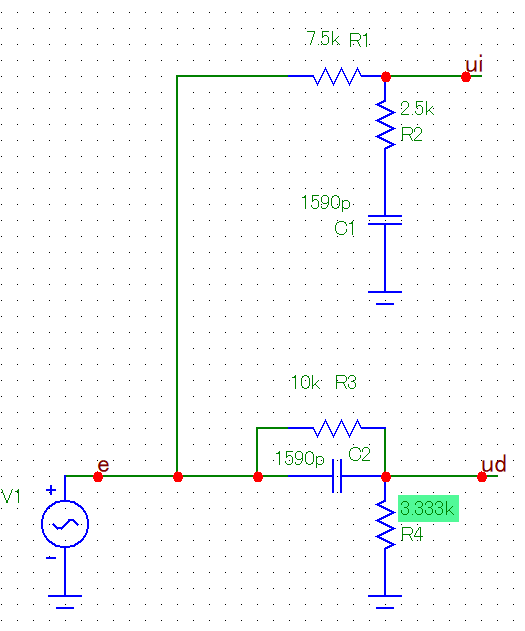 7.5k R1
ui
2.5k
R2
1590p
C1
10k R3
1590p C2
e
ud
V1
+
3.333k
R4
−